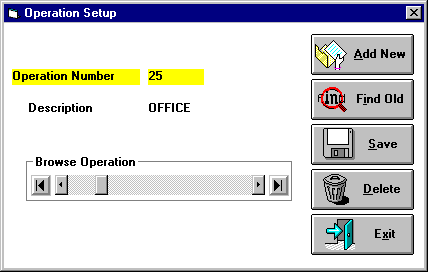 Operation Setup
Operation Number 25
Description OFFICE
Browse Operation
Add New
Find Old
Save
Delete
Exit